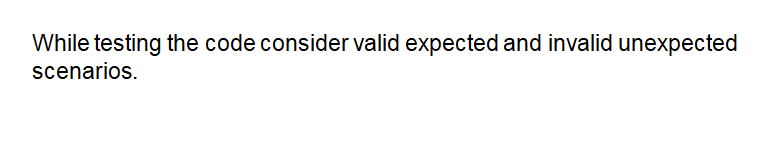 While testing the code consider valid expected and invalid unexpected
scenarios.